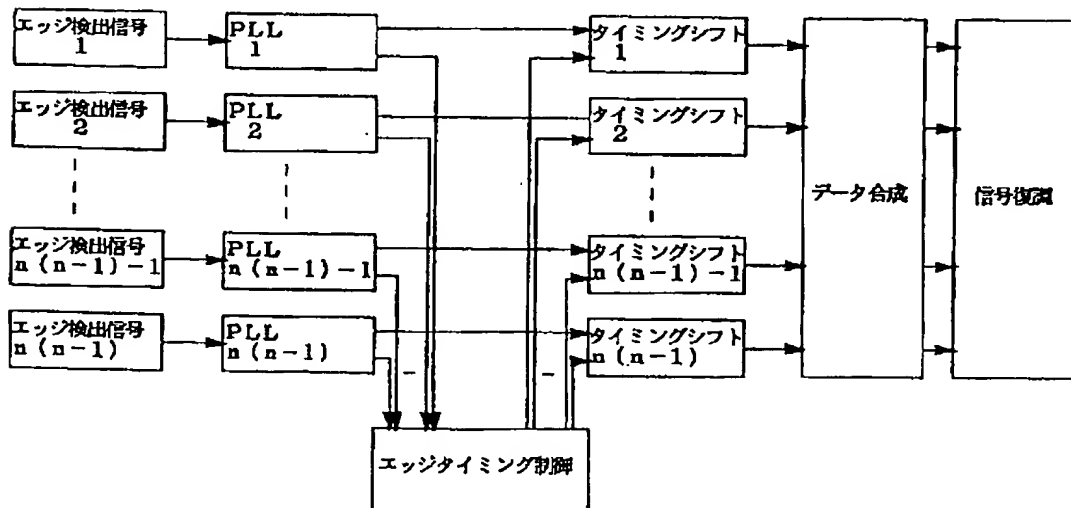 エッジ検出信号
1
PLL
1
タイミングシフト
1
エッジ検出信号
2
PLL
2
タイミングシフト
2
データ合成
信号復調
エッジ検出信号
n(n-1)-1
PLL
n(n-1)-1
タイミングシフト
n(n-1)-1
エッジ検出信号
n(n-1)
PLL
n(n-1)
タイミングシフト
n(n-1)
エッジタイミング制御